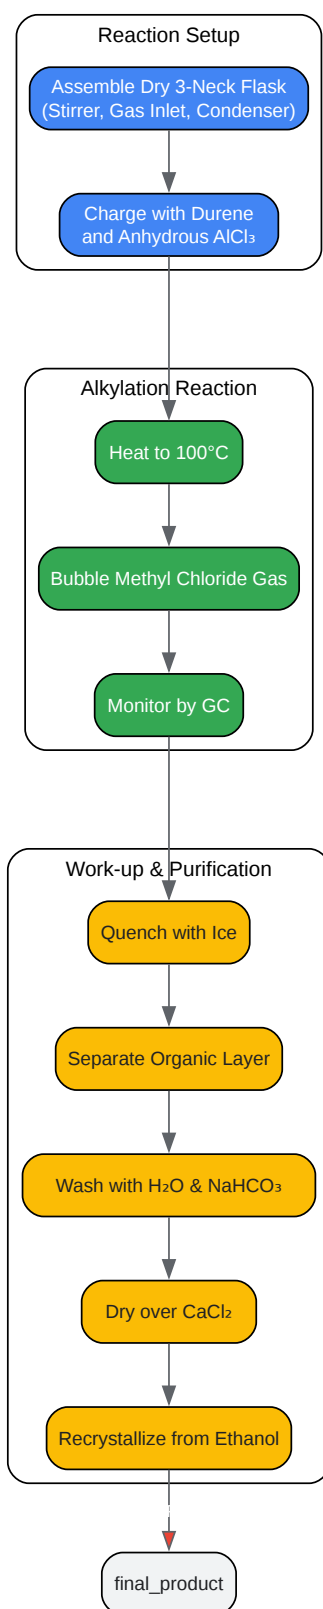 Reaction Setup
Assemble Dry 3-Neck Flask
(Stirrer, Gas Inlet, Condenser)
Charge with Durene
and Anhydrous AlCl₃
Alkylation Reaction
Heat to 100°C
Bubble Methyl Chloride Gas
Monitor by GC
Work-up & Purification
Quench with Ice
Separate Organic Layer
Wash with H₂O & NaHCO₃
Dry over CaCl₂
Recrystallize from Ethanol
final_product